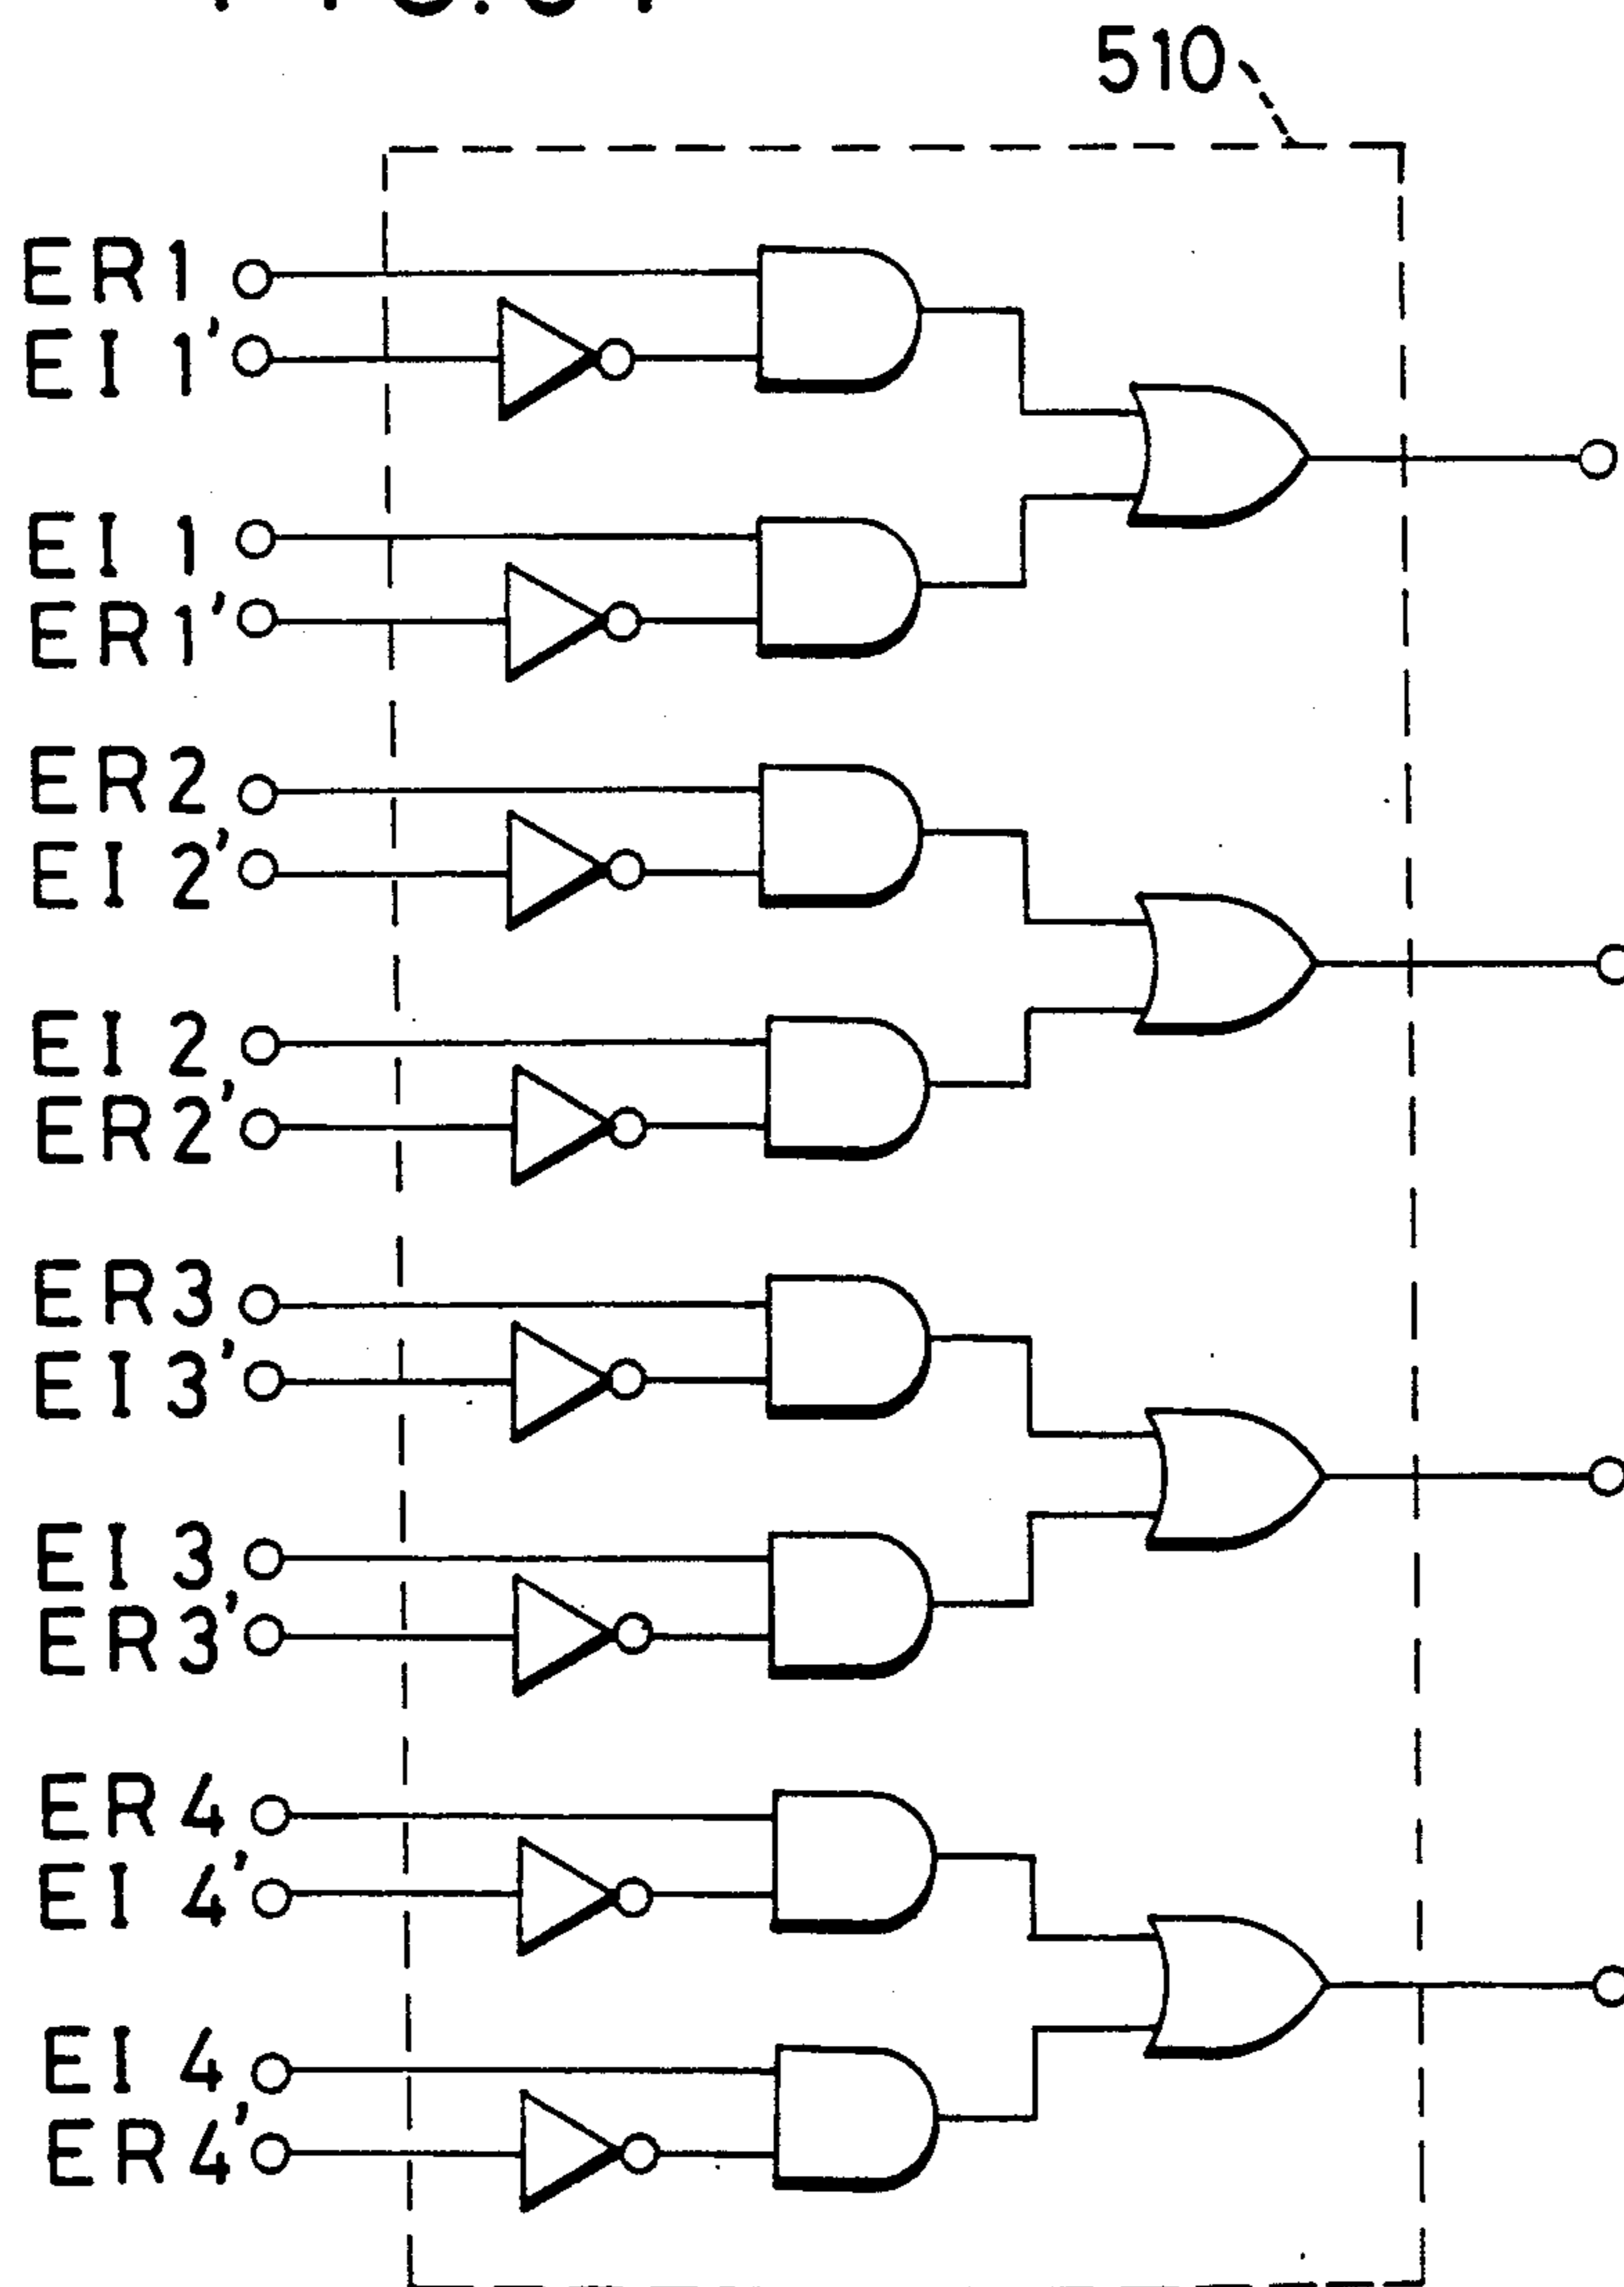 510
ER1
EI1'
EI1
ER1'
ER2
EI2'
EI2
ER2'
ER3
EI3'
EI3
ER3'
ER4
EI4'
EI4
ER4'